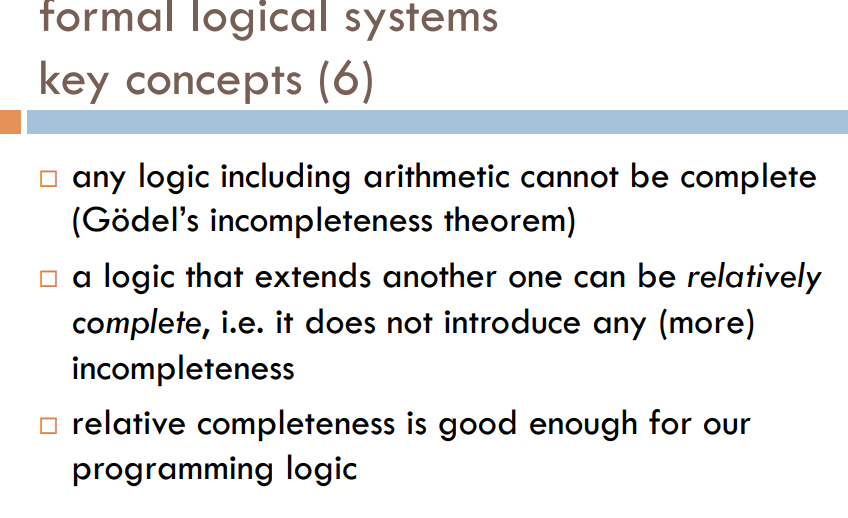 formal logical systems
key concepts (6)
any logic including arithmetic cannot be complete
(Gödel’s incompleteness theorem)
a logic that extends another one can be relatively
complete, i.e. it does not introduce any (more)
incompleteness
relative completeness is good enough for our
programming logic